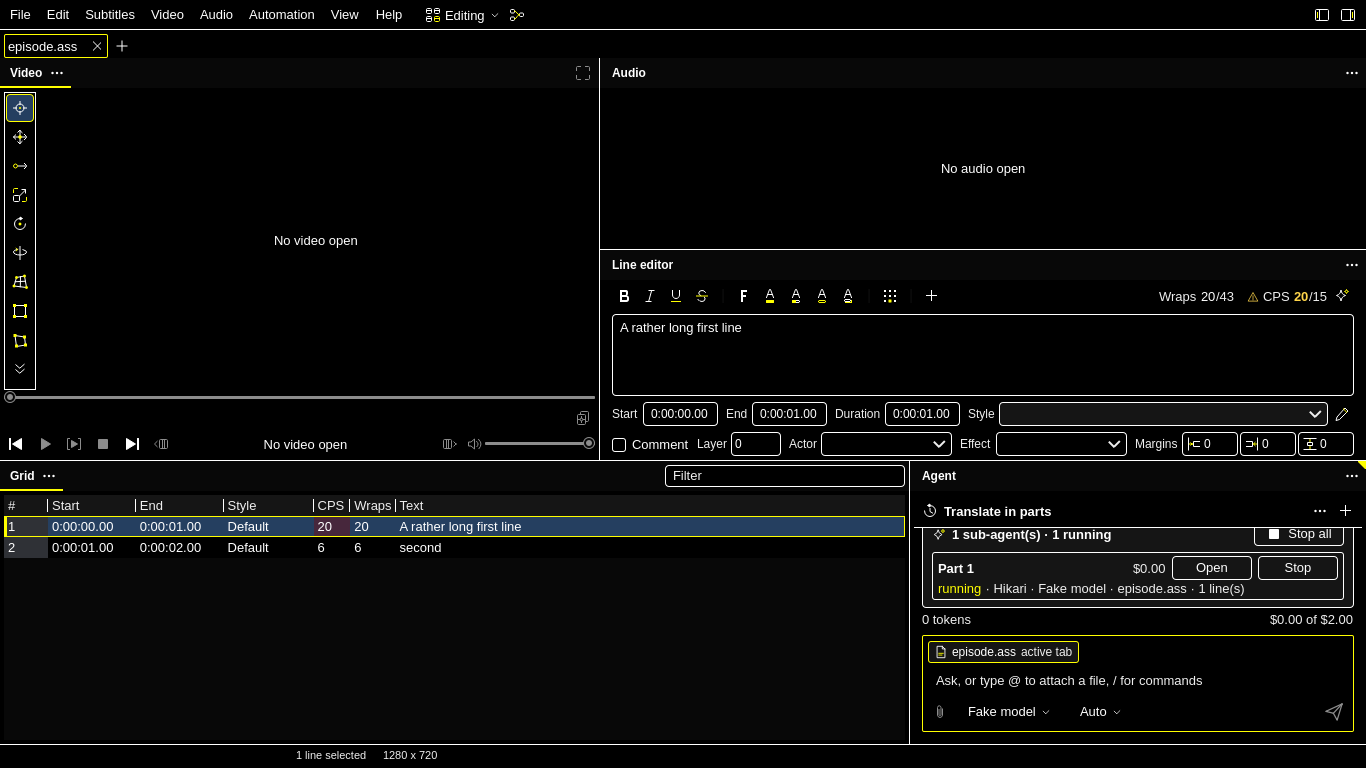 File Edit Subtitles Video Audio Automation View Help Editing
episode.ass
Video
No video open
No video open
Audio
No audio open
Line editor
B I U S F A A A A Wraps 20/43 CPS 20/15
A rather long first line
Start 0:00:00.00 End 0:00:01.00 Duration 0:00:01.00 Style
Comment Layer 0 Actor Effect Margins 0 0 0
Grid Filter
# Start End Style CPS Wraps Text
1 0:00:00.00 0:00:01.00 Default 20 20 A rather long first line
2 0:00:01.00 0:00:02.00 Default 6 6 second
Agent
Translate in parts
1 sub-agent(s) · 1 running Stop all
Part 1 $0.00 Open Stop
running · Hikari · Fake model · episode.ass · 1 line(s)
0 tokens $0.00 of $2.00
episode.ass active tab
Ask, or type @ to attach a file, / for commands
Fake model Auto
1 line selected 1280 x 720